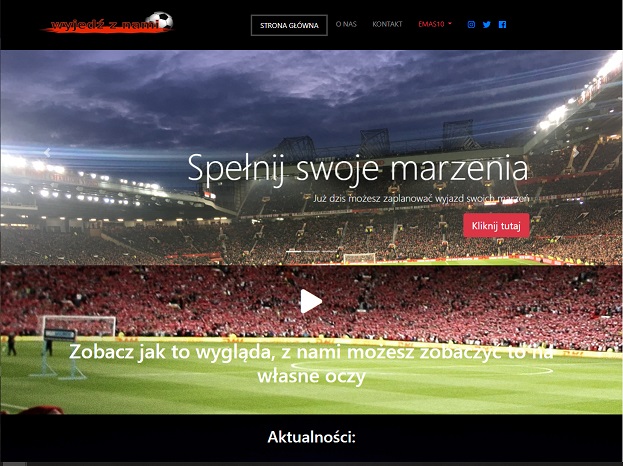 wyjedź z nami
STRONA GŁÓWNA
O NAS
KONTAKT
EMAS10
Spełnij swoje marzenia
Już dzis możesz zaplanować wyjazd swoich marzeń
Kliknij tutaj
Zobacz jak to wygląda, z nami możesz zobaczyć to na
własne oczy
Aktualności: